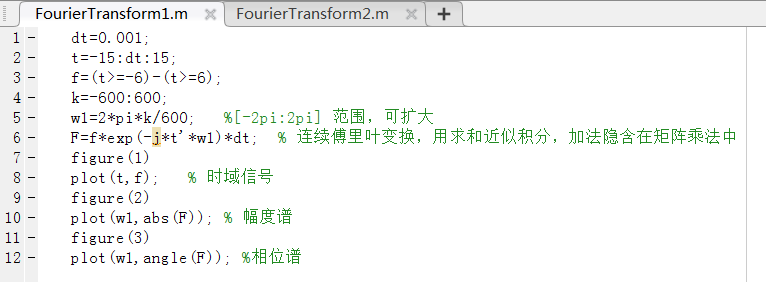 FourierTransform1.m × FourierTransform2.m × +
1 - dt=0.001;
2 - t=-15:dt:15;
3 - f=(t>=-6)-(t>=6);
4 - k=-600:600;
5 - w1=2*pi*k/600; %[-2pi:2pi] 范围，可扩大
6 - F=f*exp(-j*t'*w1)*dt; % 连续傅里叶变换，用求和近似积分，加法隐含在矩阵乘法中
7 - figure(1)
8 - plot(t,f); % 时域信号
9 - figure(2)
10 - plot(w1,abs(F)); % 幅度谱
11 - figure(3)
12 - plot(w1,angle(F)); %相位谱